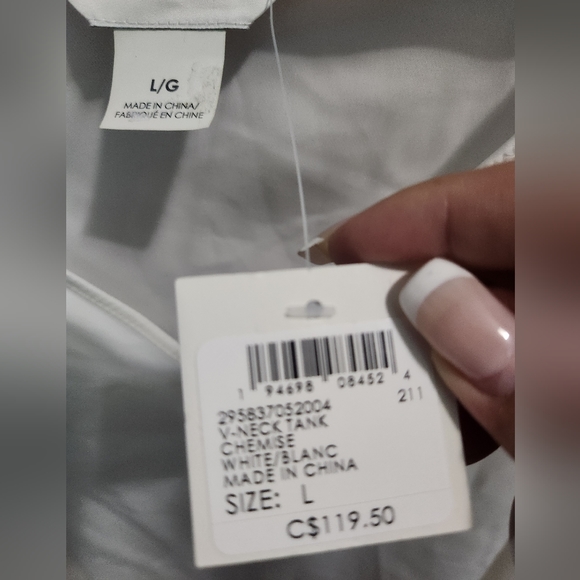 L/G
MADE IN CHINA/
FABRIQUÉ EN CHINE
1 94698 08452 4
295837052004 211
V-NECK TANK
CHEMISE
WHITE/BLANC
MADE IN CHINA
SIZE: L
C$119.50